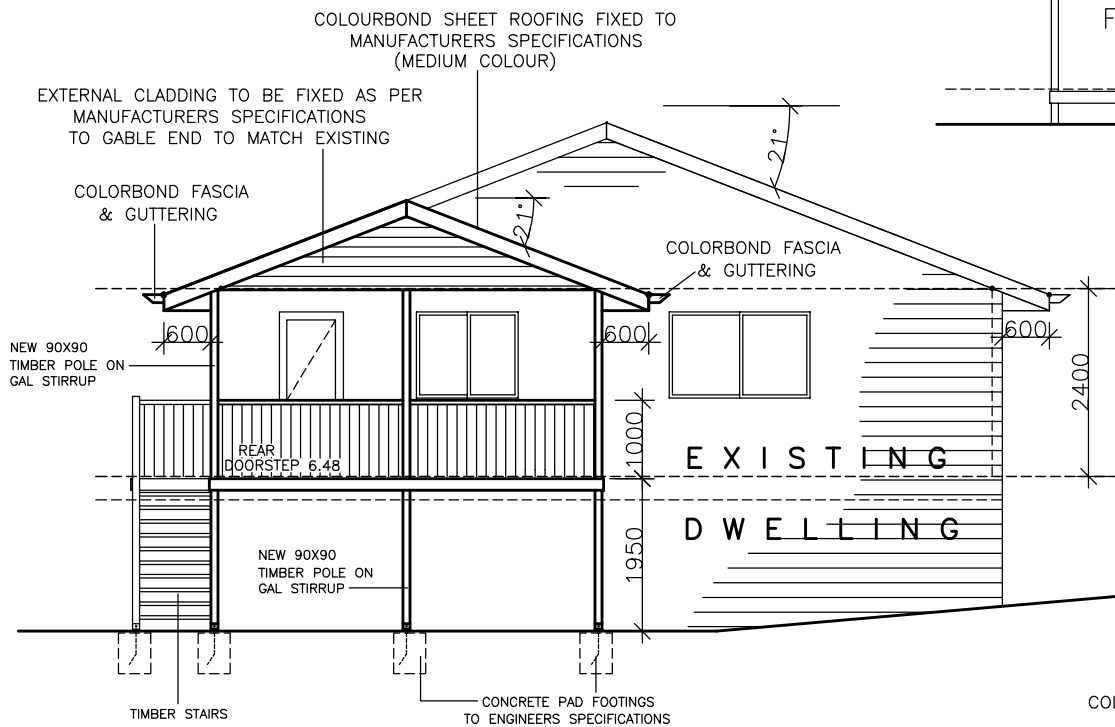 COLOURBOND SHEET ROOFING FIXED TO
MANUFACTURERS SPECIFICATIONS
(MEDIUM COLOUR)
F
EXTERNAL CLADDING TO BE FIXED AS PER
MANUFACTURERS SPECIFICATIONS
TO GABLE END TO MATCH EXISTING
COLORBOND FASCIA
& GUTTERING
21°
21°
COLORBOND FASCIA
& GUTTERING
600
600
600
NEW 90X90
TIMBER POLE ON
GAL STIRRUP
2400
1000
REAR
DOORSTEP 6.48
EXISTING
DWELLING
1950
NEW 90X90
TIMBER POLE ON
GAL STIRRUP
TIMBER STAIRS
CONCRETE PAD FOOTINGS
TO ENGINEERS SPECIFICATIONS
COL